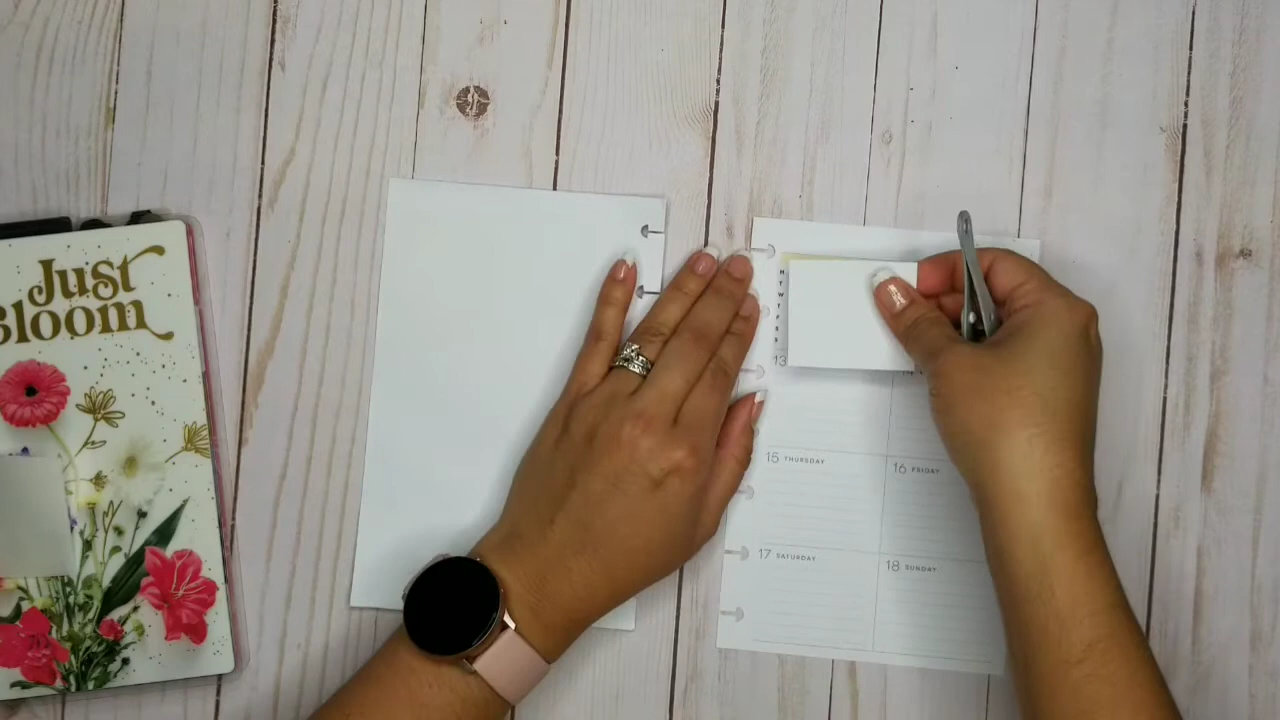 Just
Bloom
M
T
W
T
F
S
S
13
15 THURSDAY
16 FRIDAY
17 SATURDAY
18 SUNDAY